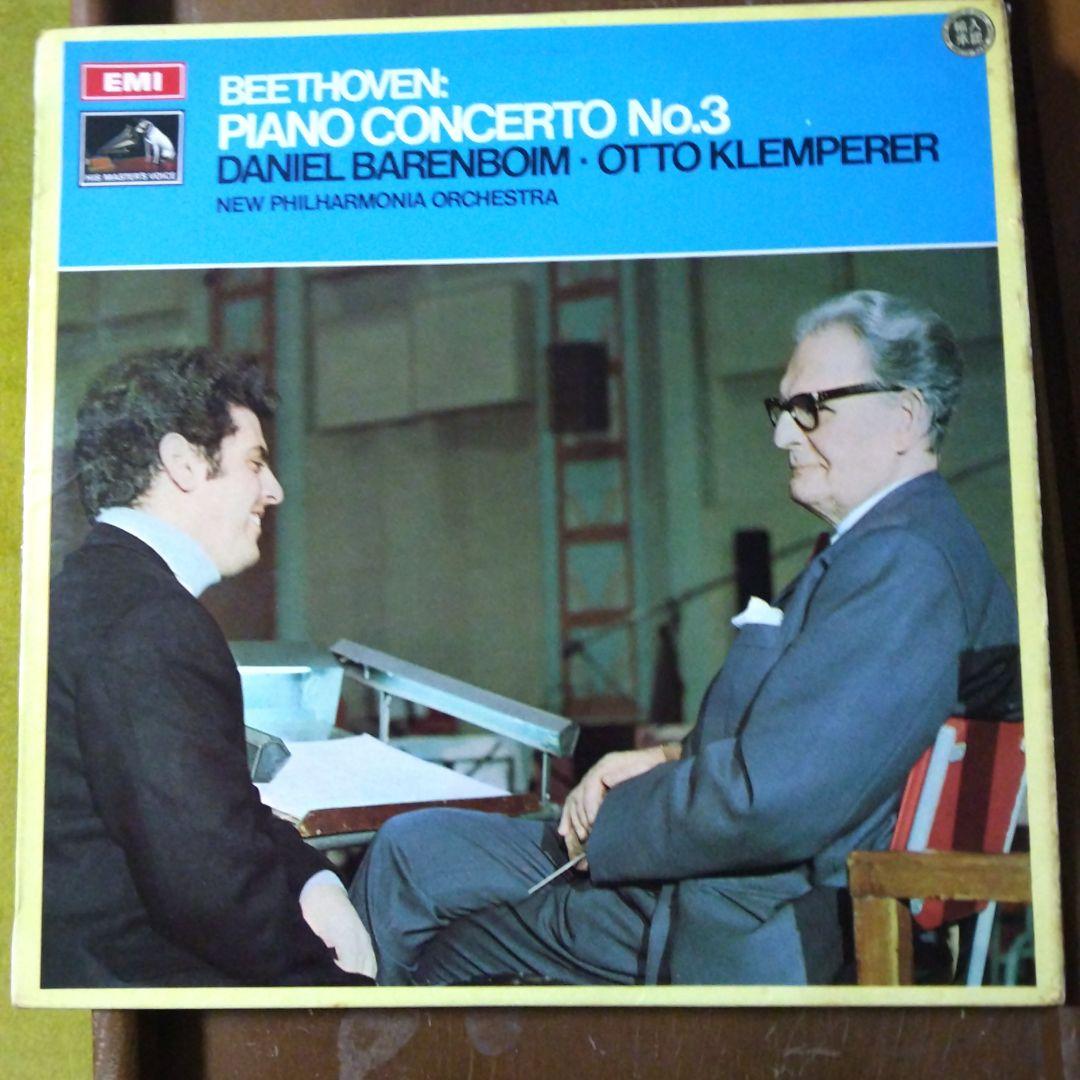 EMI
HIS MASTER'S VOICE
BEETHOVEN:
PIANO CONCERTO No.3
DANIEL BARENBOIM · OTTO KLEMPERER
NEW PHILHARMONIA ORCHESTRA